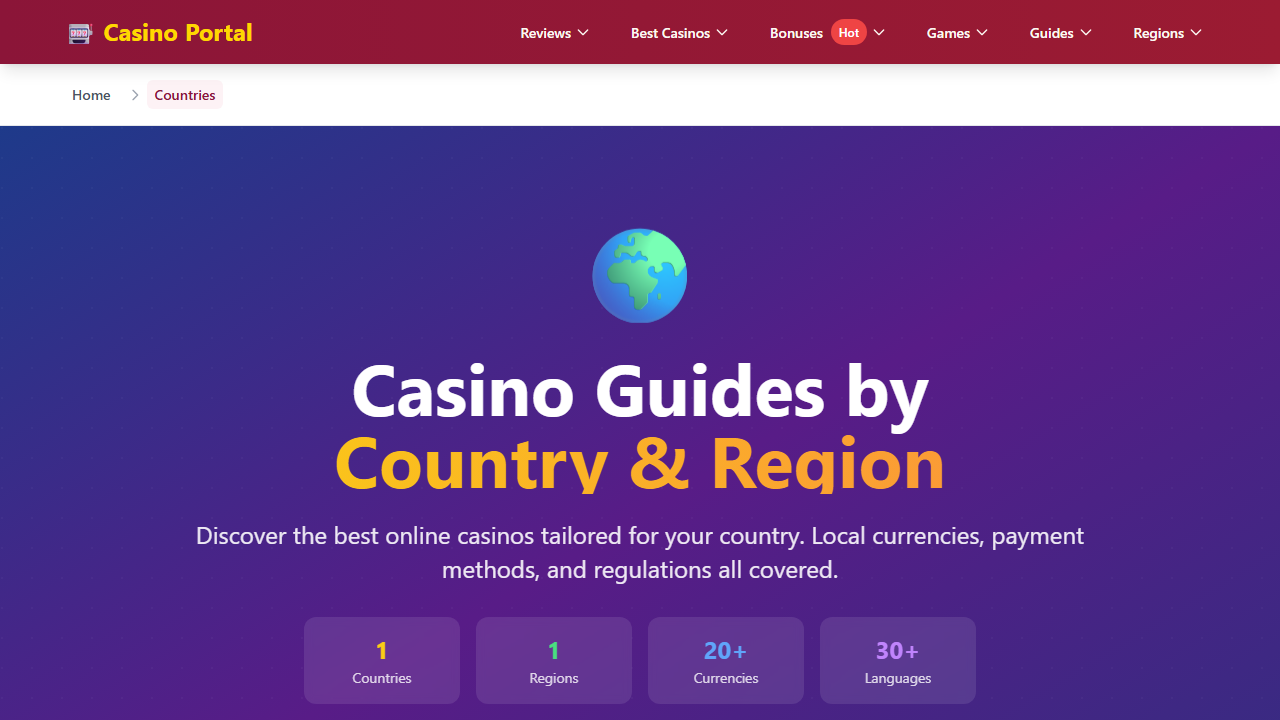 Casino Portal
Reviews
Best Casinos
Bonuses Hot
Games
Guides
Regions
Home
Countries
Casino Guides by
Country & Region
Discover the best online casinos tailored for your country. Local currencies, payment
methods, and regulations all covered.
1
Countries
1
Regions
20+
Currencies
30+
Languages